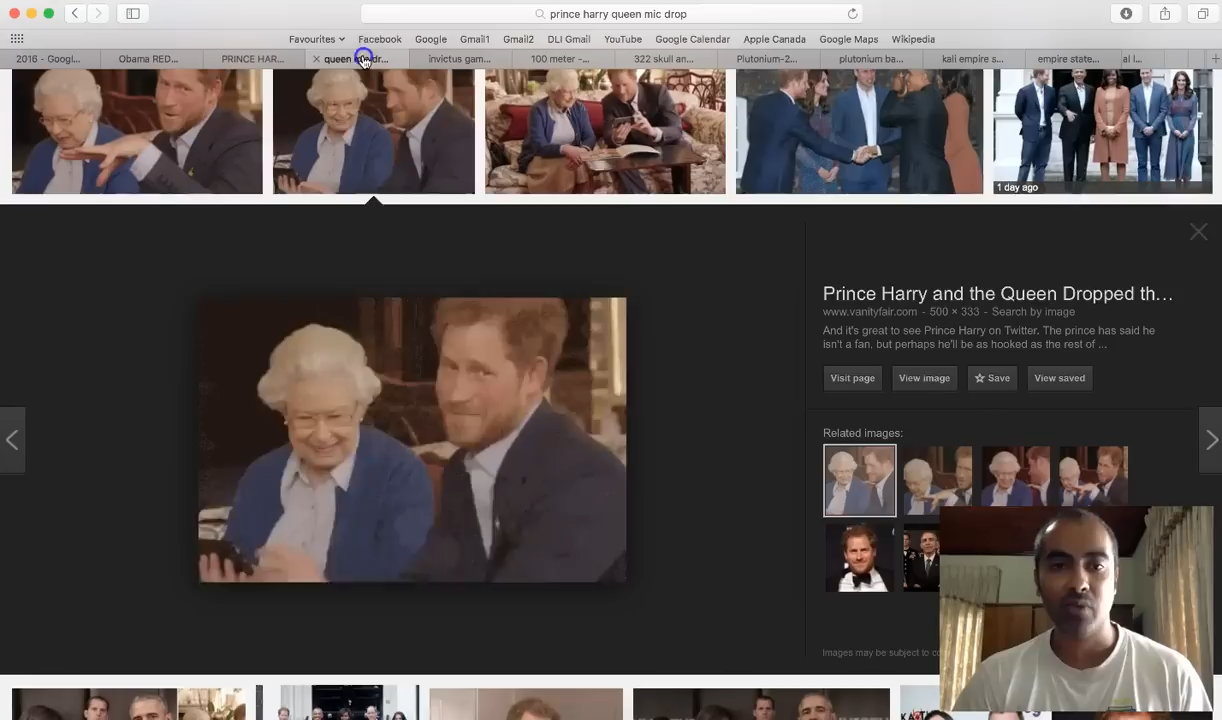 prince harry queen mic drop
Favourites Facebook Google Gmail1 Gmail2 DLI Gmail YouTube Google Calendar Apple Canada Google Maps Wikipedia
2016 - Googl... Obama RED... PRINCE HAR... queen dr... invictus gam... 100 meter -... 322 skull an... Plutonium-2... plutonium ba... kali empire s... empire state... al l...
1 day ago
Prince Harry and the Queen Dropped th...
www.vanityfair.com - 500 × 333 - Search by image
And it's great to see Prince Harry on Twitter. The prince has said he
isn't a fan, but perhaps he'll be as hooked as the rest of ...
Visit page View image Save View saved
Related images:
Images may be subject to